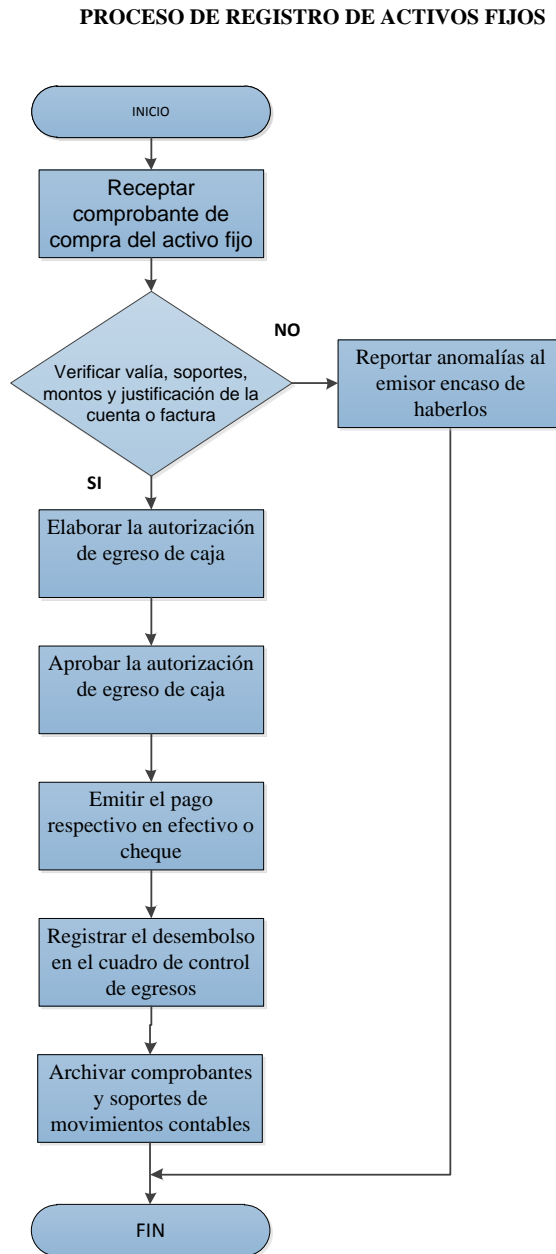 PROCESO DE REGISTRO DE ACTIVOS FIJOS
INICIO
Receptar
comprobante de
compra del activo fijo
NO
Verificar valía, soportes,
montos y justificación de la
cuenta o factura
Reportar anomalías al
emisor encaso de
haberlos
SI
Elaborar la autorización
de egreso de caja
Aprobar la autorización
de egreso de caja
Emitir el pago
respectivo en efectivo o
cheque
Registrar el desembolso
en el cuadro de control
de egresos
Archivar comprobantes
y soportes de
movimientos contables
FIN